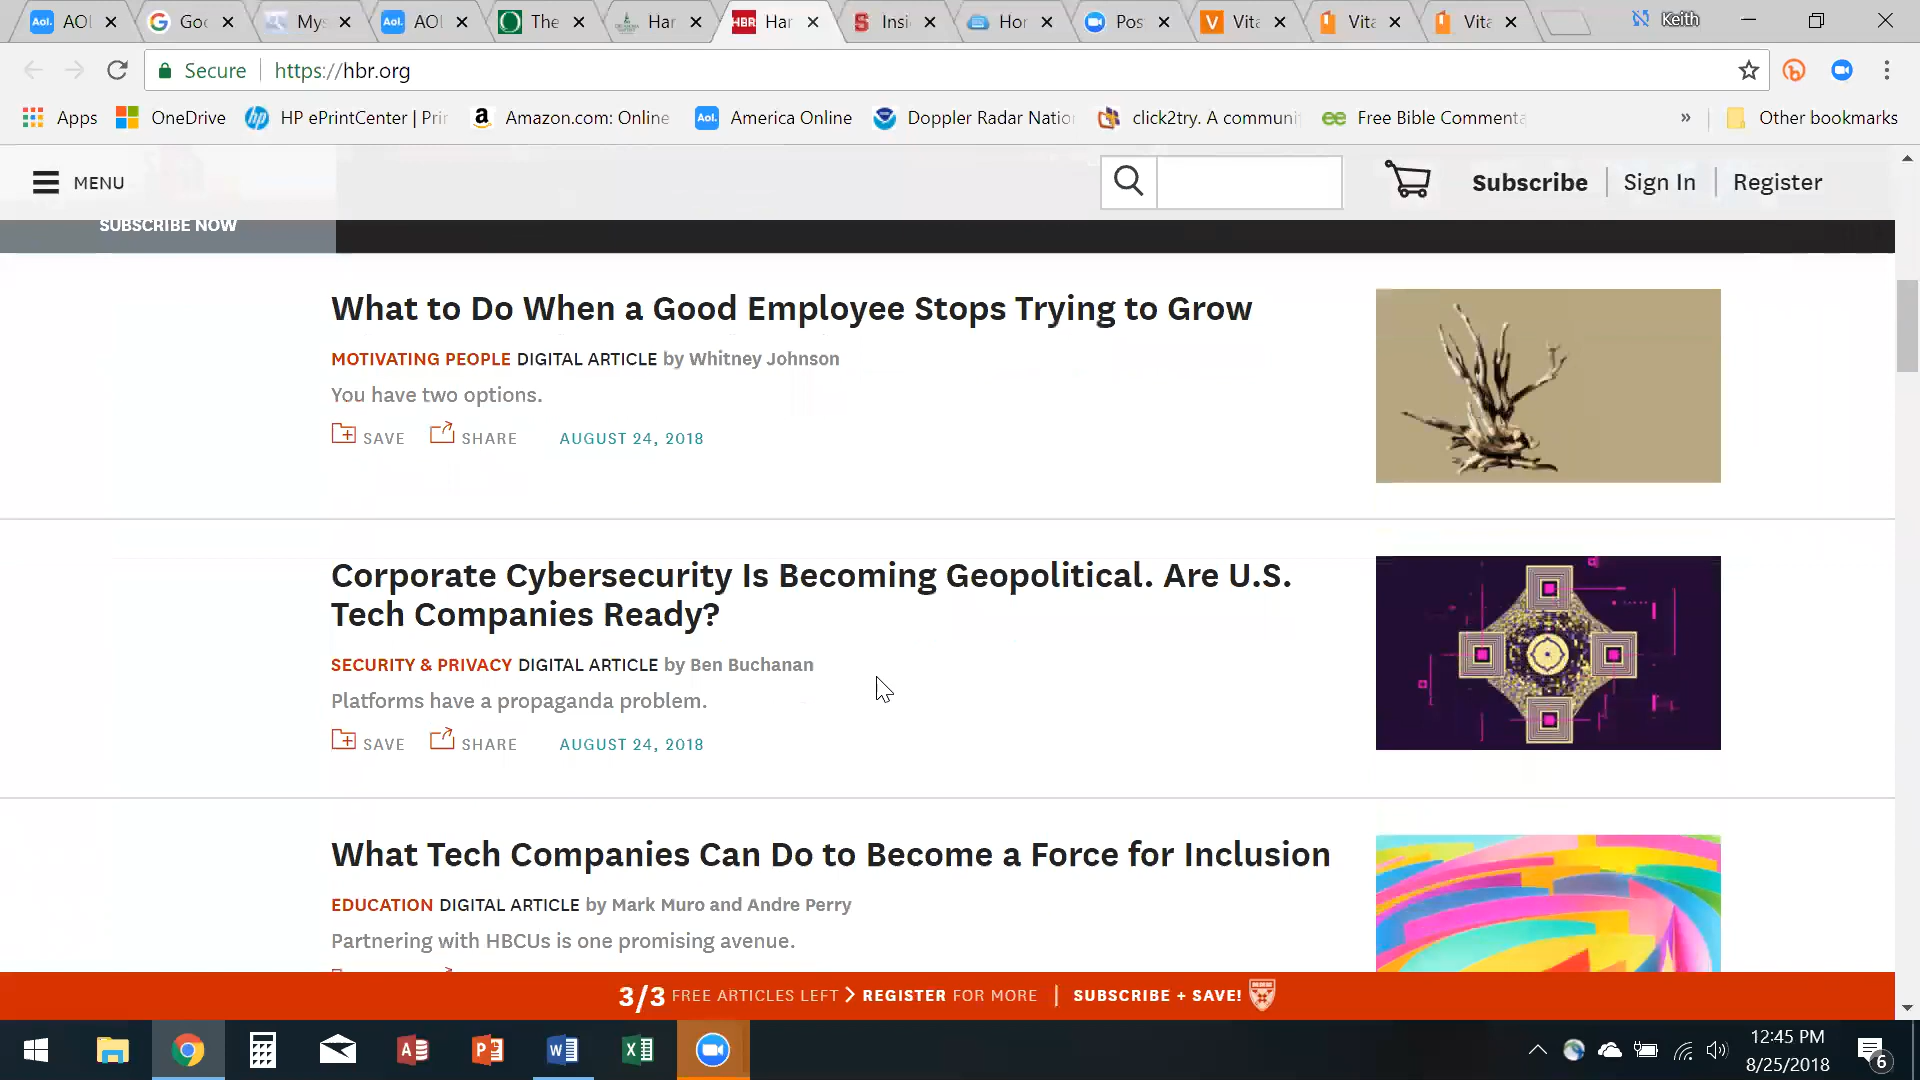 AO
Goo
Mys
AO
The
Har
Har
Insi
Hor
Pos
Vita
Vita
Vita
Keith
Secure
https://hbr.org
Apps
OneDrive
HP ePrintCenter | Prin
Amazon.com: Online
America Online
Doppler Radar Natio
click2try. A communi
Free Bible Commenta
»
Other bookmarks
MENU
Subscribe
Sign In
Register
SUBSCRIBE NOW
What to Do When a Good Employee Stops Trying to Grow
MOTIVATING PEOPLE DIGITAL ARTICLE by Whitney Johnson
You have two options.
SAVE SHARE AUGUST 24, 2018
Corporate Cybersecurity Is Becoming Geopolitical. Are U.S.
Tech Companies Ready?
SECURITY & PRIVACY DIGITAL ARTICLE by Ben Buchanan
Platforms have a propaganda problem.
SAVE SHARE AUGUST 24, 2018
What Tech Companies Can Do to Become a Force for Inclusion
EDUCATION DIGITAL ARTICLE by Mark Muro and Andre Perry
Partnering with HBCUs is one promising avenue.
3/3 FREE ARTICLES LEFT > REGISTER FOR MORE | SUBSCRIBE + SAVE!
12:45 PM
8/25/2018
6